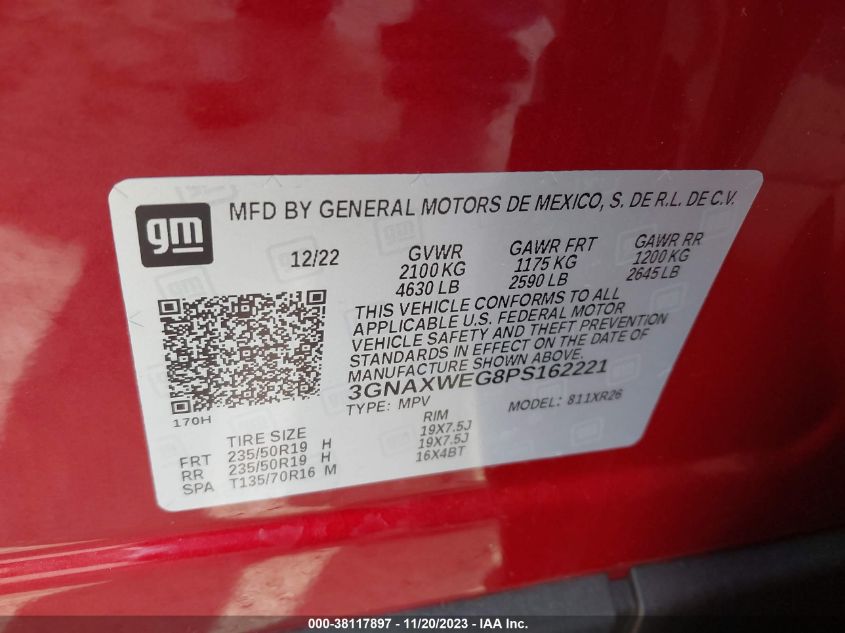 gm
MFD BY GENERAL MOTORS DE MEXICO, S. DE R.L. DE C.V.
12/22 GVWR GAWR FRT GAWR RR
2100 KG 1175 KG 1200 KG
4630 LB 2590 LB 2645 LB
THIS VEHICLE CONFORMS TO ALL
APPLICABLE U.S. FEDERAL MOTOR
VEHICLE SAFETY AND THEFT PREVENTION
STANDARDS IN EFFECT ON THE DATE OF
MANUFACTURE SHOWN ABOVE.
3GNAXWEG8PS162221
TYPE: MPV MODEL: 811XR26
170H
TIRE SIZE RIM
FRT 235/50R19 H 19X7.5J
RR 235/50R19 H 19X7.5J
SPA T135/70R16 M 16X4BT
000-38117897 - 11/20/2023 - IAA Inc.